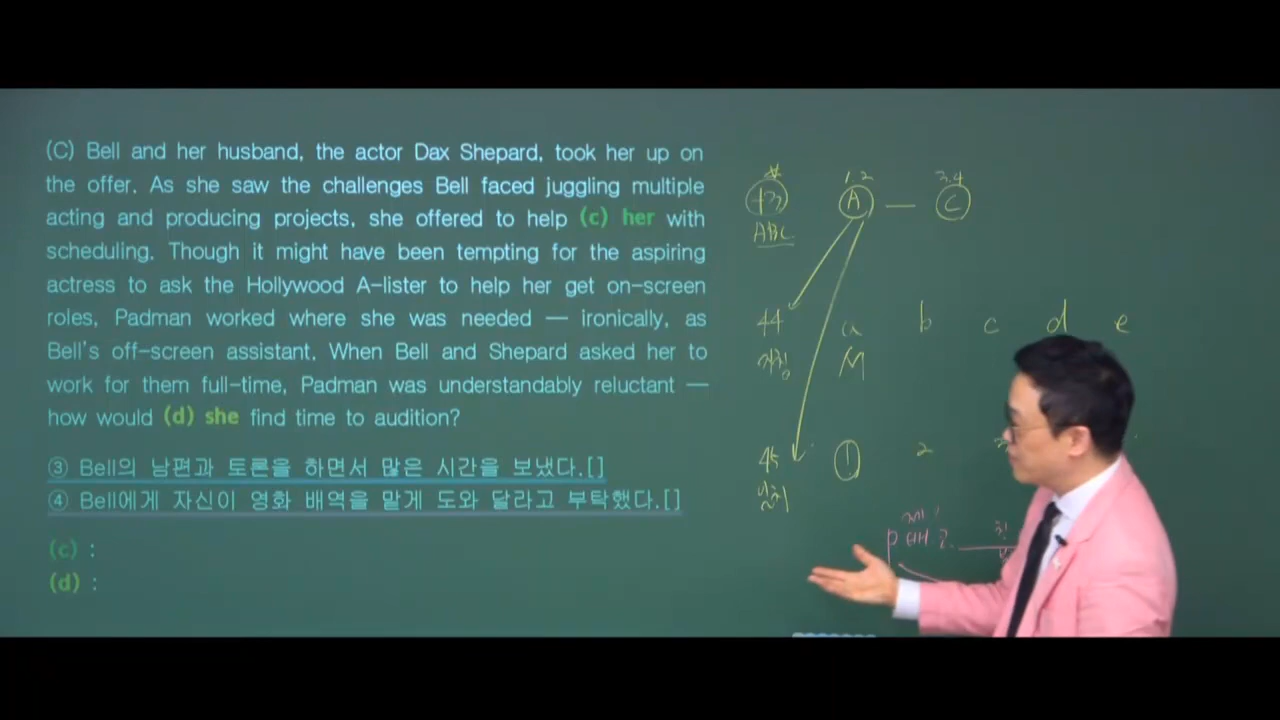 (C) Bell and her husband, the actor Dax Shepard, took her up on
the offer. As she saw the challenges Bell faced juggling multiple
acting and producing projects, she offered to help (c) her with
scheduling. Though it might have been tempting for the aspiring
actress to ask the Hollywood A-lister to help her get on-screen
roles, Padman worked where she was needed — ironically, as
Bell's off-screen assistant. When Bell and Shepard asked her to
work for them full-time, Padman was understandably reluctant —
how would (d) she find time to audition?
③ Bell의 남편과 토론을 하면서 많은 시간을 보냈다.[]
④ Bell에게 자신이 영화 배역을 맡게 도와 달라고 부탁했다.[]
(c) :
(d) :
1.2 3.4
43 A — C
ABC
44 a b c d e
지칭 M
45 ① 2